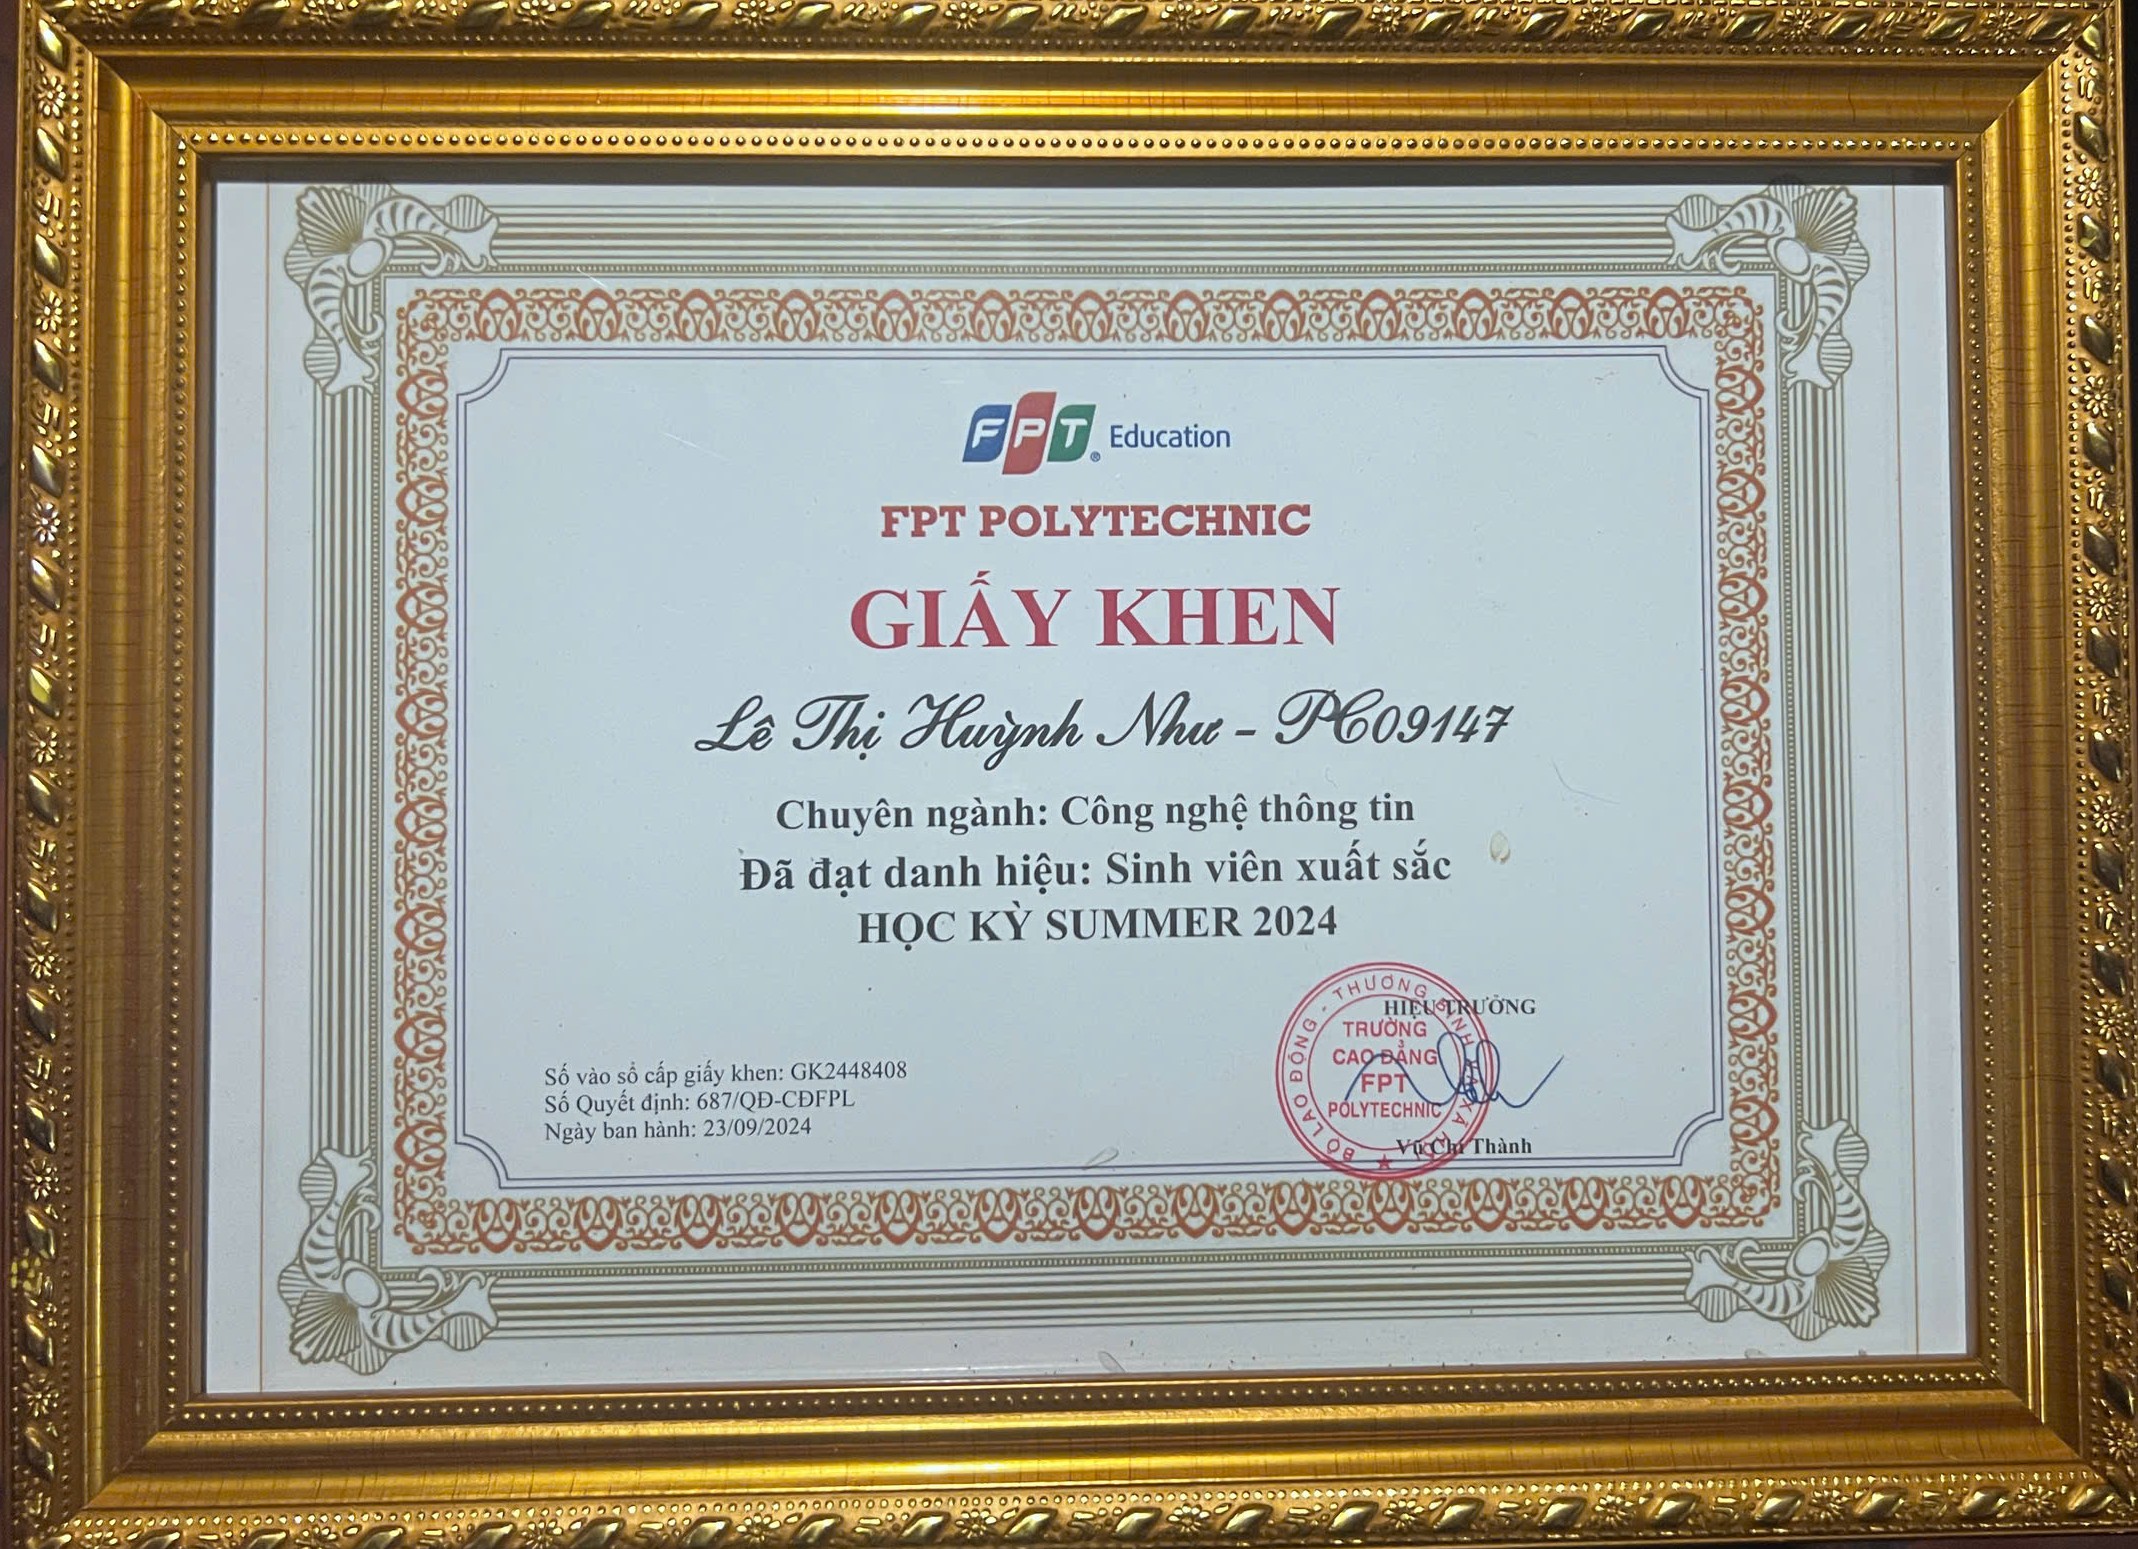 FPT Education
FPT POLYTECHNIC
GIẤY KHEN
Lê Thị Huỳnh Như - PC09147
Chuyên ngành: Công nghệ thông tin
Đã đạt danh hiệu: Sinh viên xuất sắc
HỌC KỲ SUMMER 2024
Số vào sổ cấp giấy khen: GK2448408
Số Quyết định: 687/QĐ-CĐFPL
Ngày ban hành: 23/09/2024
HIỆU TRƯỞNG
BỘ LAO ĐỘNG - THƯƠNG BINH VÀ XÃ HỘI
TRƯỜNG
CAO ĐẲNG
FPT
POLYTECHNIC
Vũ Chí Thành